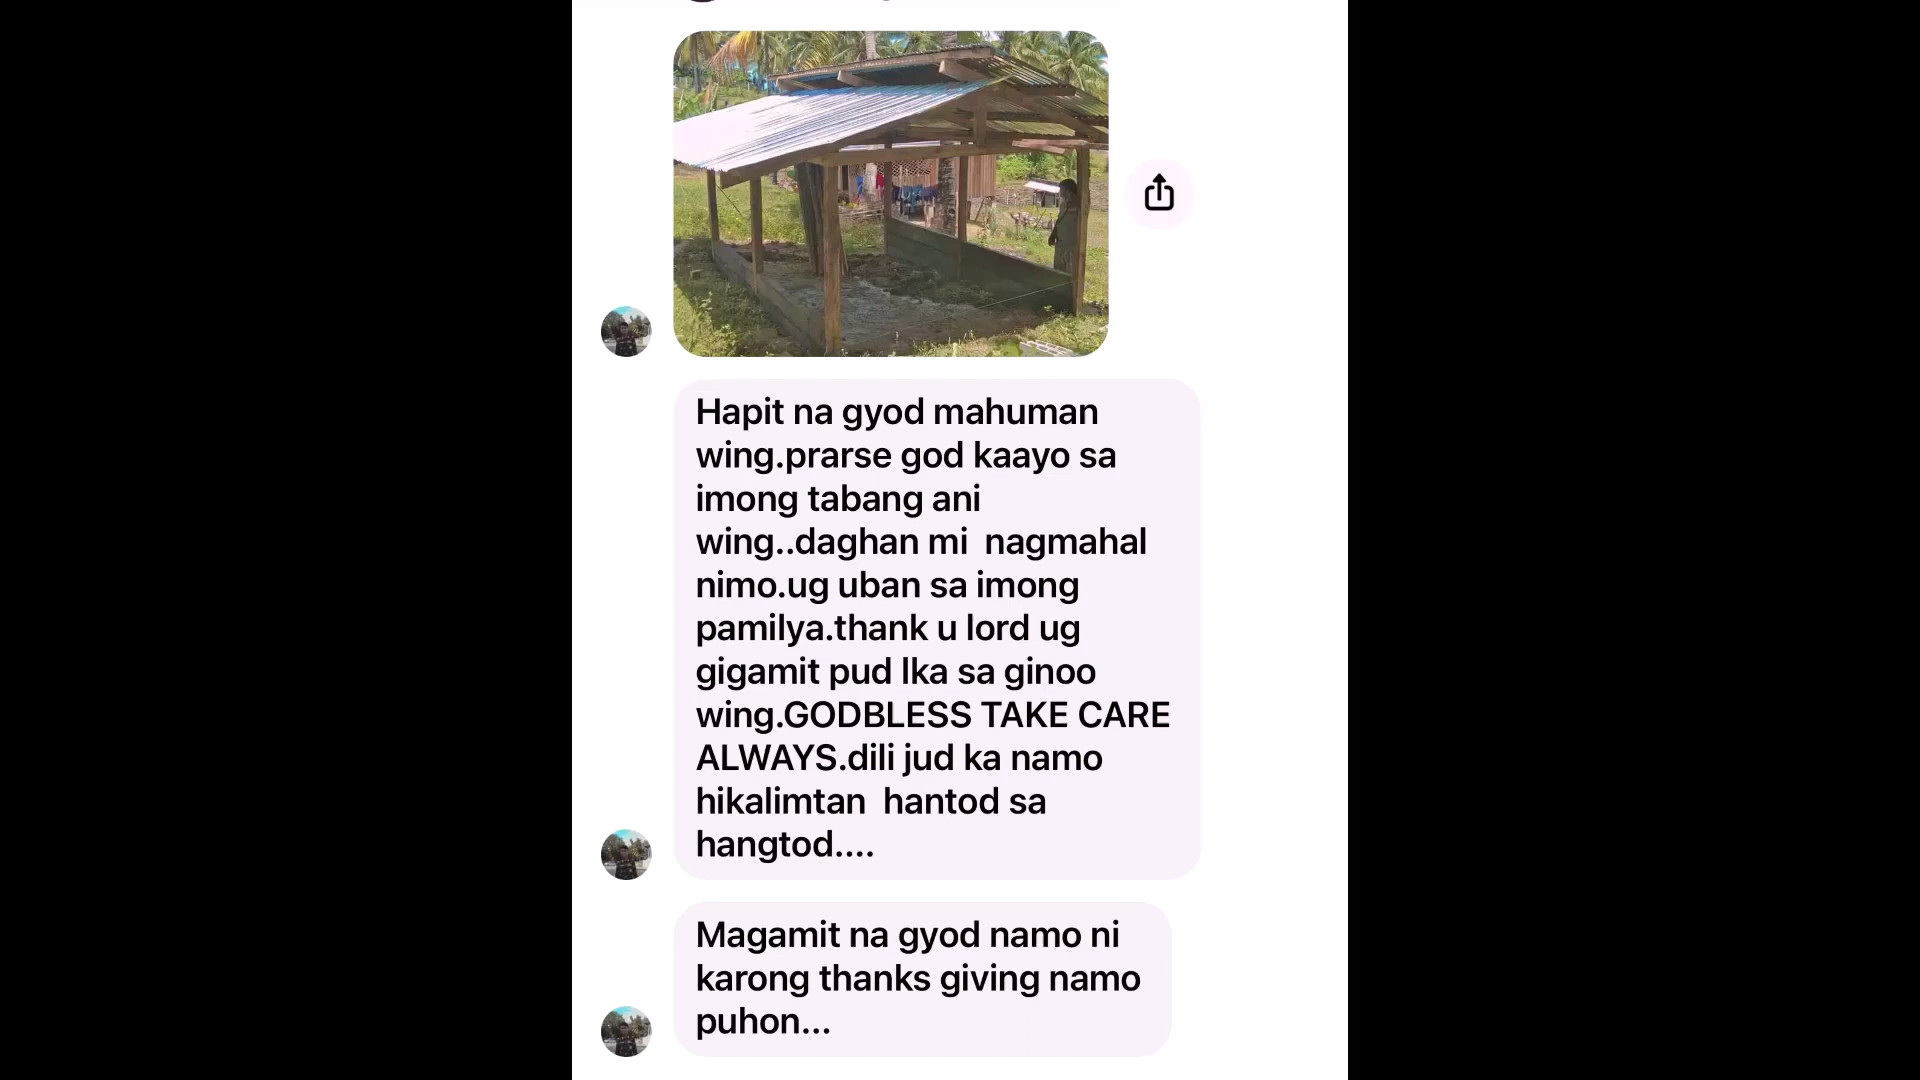 Hapit na gyod mahuman
wing.prarse god kaayo sa
imong tabang ani
wing..daghan mi  nagmahal
nimo.ug uban sa imong
pamilya.thank u lord ug
gigamit pud lka sa ginoo
wing.GODBLESS TAKE CARE
ALWAYS.dili jud ka namo
hikalimtan  hantod sa
hangtod....
Magamit na gyod namo ni
karong thanks giving namo
puhon...